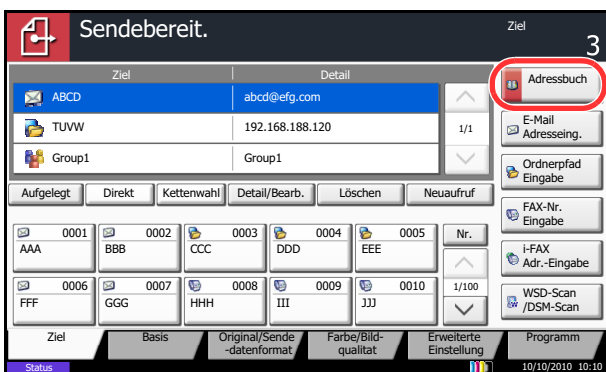 Sendebereit.
Ziel
3
Ziel Detail
ABCD abcd@efg.com
TUVW 192.168.188.120 1/1
Group1 Group1
Adressbuch
E-Mail
Adresseing.
Ordnerpfad
Eingabe
FAX-Nr.
Eingabe
i-FAX
Adr.-Eingabe
WSD-Scan
/DSM-Scan
Aufgelegt Direkt Kettenwahl Detail/Bearb. Löschen Neuaufruf
0001 0002 0003 0004 0005 Nr.
AAA BBB CCC DDD EEE
0006 0007 0008 0009 0010 1/100
FFF GGG HHH III JJJ
Ziel Basis Original/Sende
-datenformat Farbe/Bild-
qualitat Erweiterte
Einstellung Programm
Status 10/10/2010 10:10